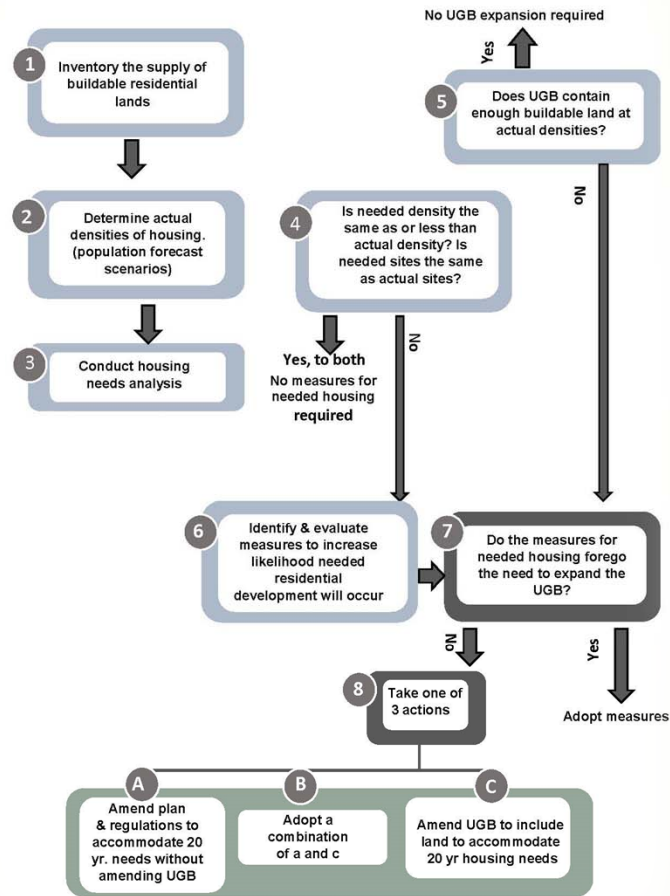 1
Inventory the supply of
buildable residential
lands
2
Determine actual
densities of housing.
(population forecast
scenarios)
3
Conduct housing
needs analysis
4
Is needed density the
same as or less than
actual density? Is
needed sites the same
as actual sites?
Yes, to both
No measures for
needed housing
required
No
No UGB expansion required
Yes
5
Does UGB contain
enough buildable land at
actual densities?
No
6
Identify & evaluate
measures to increase
likelihood needed
residential
development will occur
7
Do the measures for
needed housing forego
the need to expand the
UGB?
No
Yes
Adopt measures
8
Take one of
3 actions
A
Amend plan
& regulations to
accommodate 20
yr. needs without
amending UGB
B
Adopt a
combination
of a and c
C
Amend UGB to include
land to accommodate
20 yr housing needs